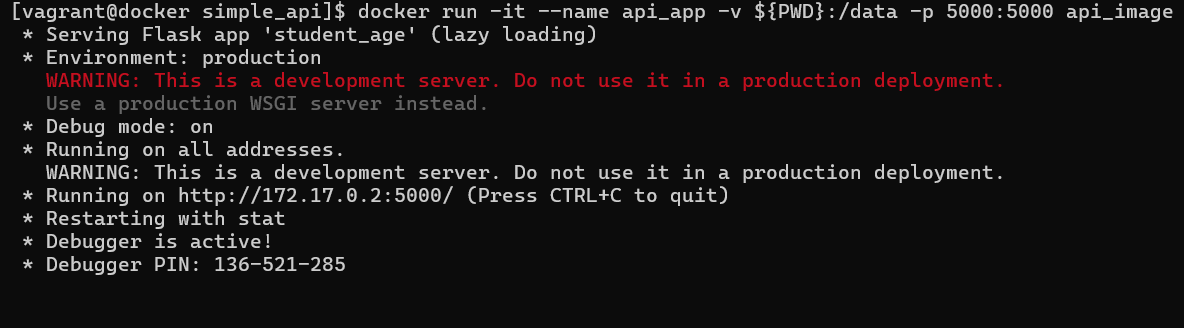 [vagrant@docker simple_api]$ docker run -it --name api_app -v ${PWD}:/data -p 5000:5000 api_image
* Serving Flask app 'student_age' (lazy loading)
* Environment: production
WARNING: This is a development server. Do not use it in a production deployment.
Use a production WSGI server instead.
* Debug mode: on
* Running on all addresses.
WARNING: This is a development server. Do not use it in a production deployment.
* Running on http://172.17.0.2:5000/ (Press CTRL+C to quit)
* Restarting with stat
* Debugger is active!
* Debugger PIN: 136-521-285